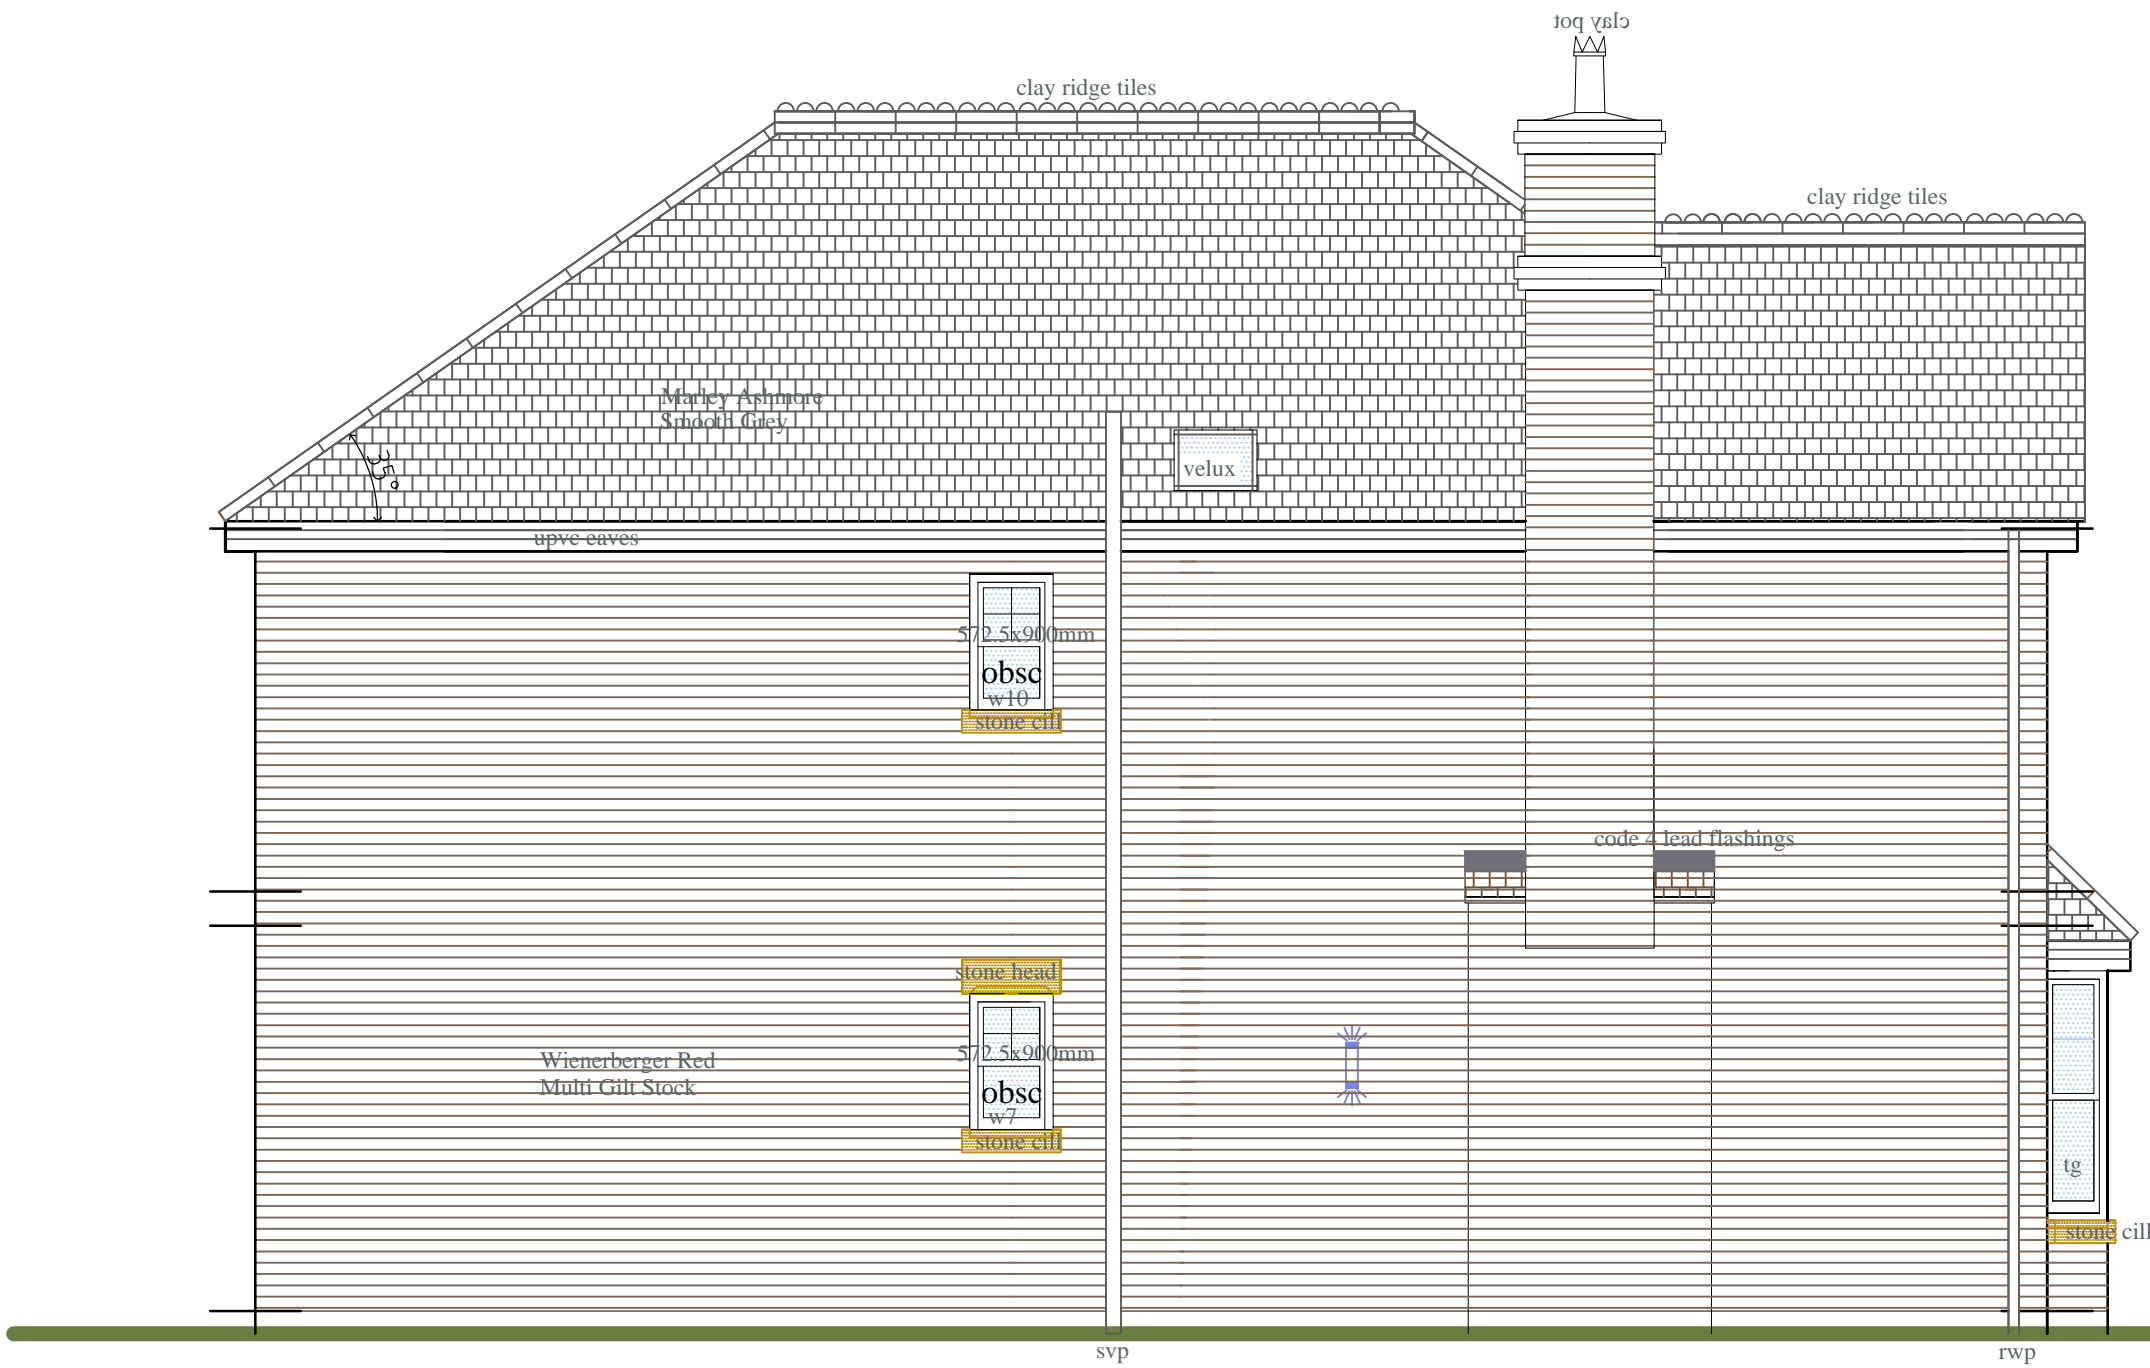 clay pot
clay ridge tiles
clay ridge tiles
Marley Ashmore
Smooth Grey
35°
velux
upvc eaves
572.5x900mm
obsc
w10
stone cill
code 4 lead flashings
stone head
572.5x900mm
obsc
w7
stone cill
Wienerberger Red
Multi Gilt Stock
tg
stone cill
svp
rwp